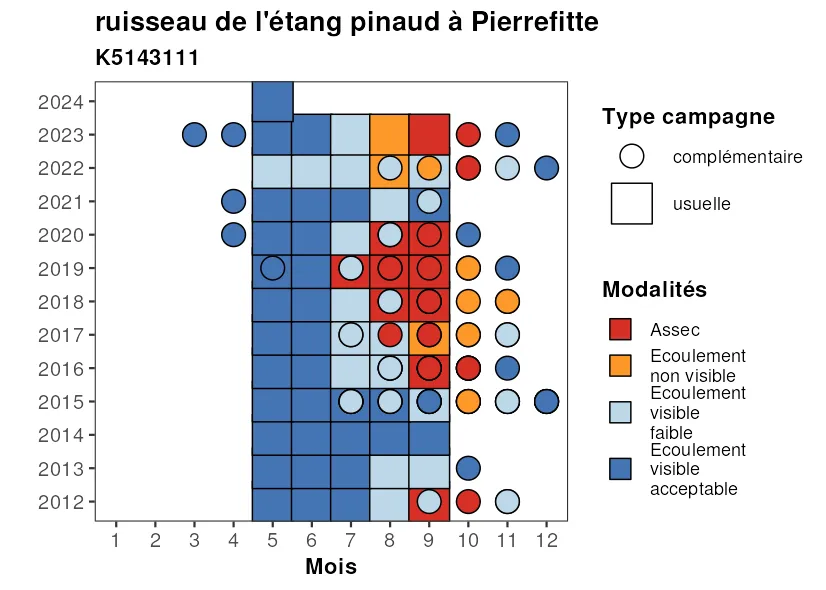 ruisseau de l'étang pinaud à Pierrefitte
K5143111
2024
2023
2022
2021
2020
2019
2018
2017
2016
2015
2014
2013
2012
1 2 3 4 5 6 7 8 9 10 11 12
Mois
Type campagne
complémentaire
usuelle
Modalités
Assec
Ecoulement
non visible
Ecoulement
visible
faible
Ecoulement
visible
acceptable